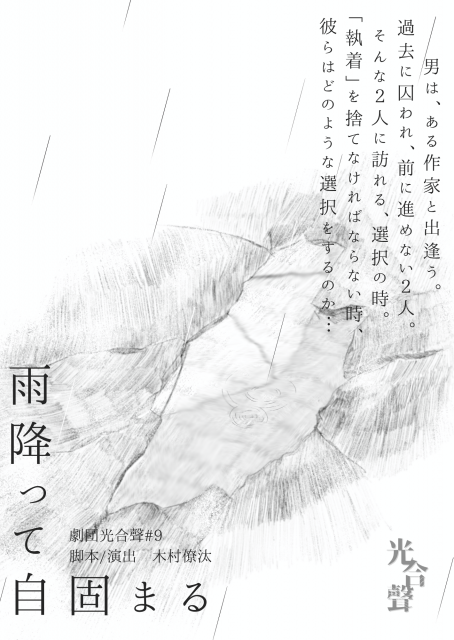 男は、ある作家と出逢う。
過去に囚われ、前に進めない2人。
そんな2人に訪れる、選択の時。
「執着」を捨てなければならない時、
彼らはどのような選択をするのか…
雨降って自固まる
劇団光合聲#9
脚本/演出 木村僚汰
光合聲